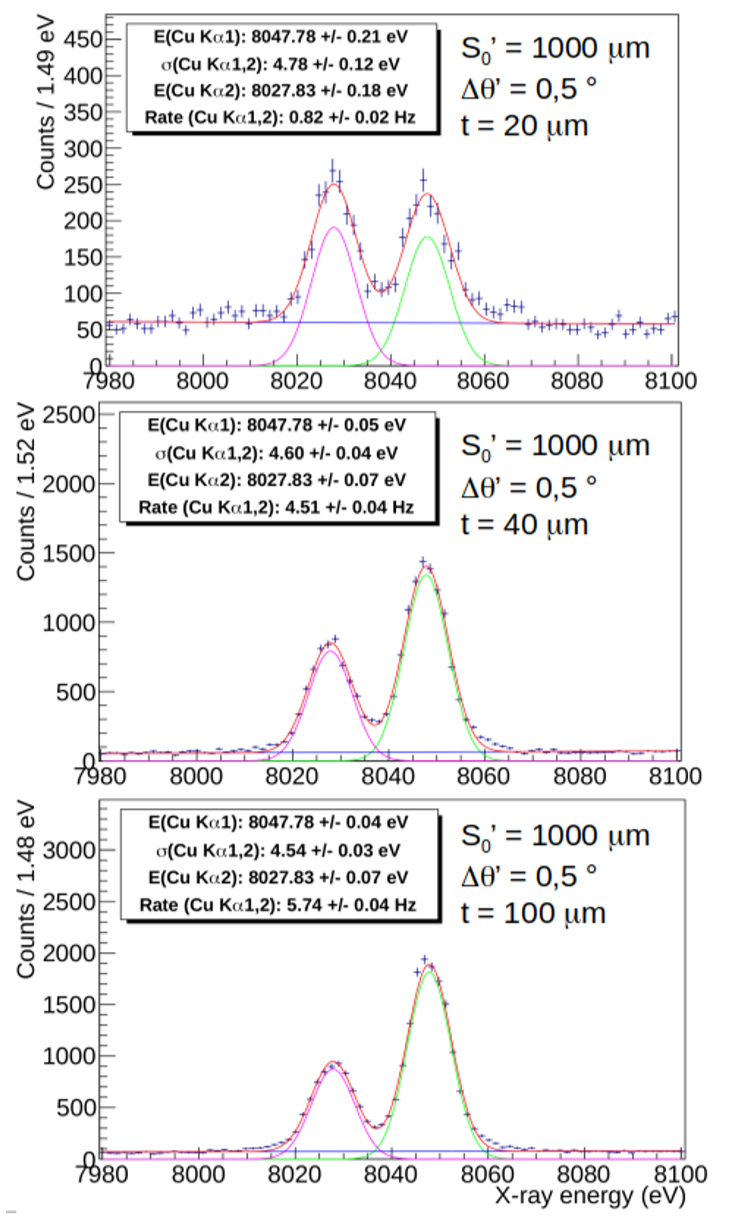 Counts / 1.49 eV
450
400
350
300
250
200
150
100
50
0
7980 8000 8020 8040 8060 8080 8100
E(Cu Kα1): 8047.78 +/- 0.21 eV
σ(Cu Kα1,2): 4.78 +/- 0.12 eV
E(Cu Kα2): 8027.83 +/- 0.18 eV
Rate (Cu Kα1,2): 0.82 +/- 0.02 Hz
S₀’ = 1000 μm
Δθ’ = 0,5 °
t = 20 μm
Counts / 1.52 eV
2500
2000
1500
1000
500
0
7980 8000 8020 8040 8060 8080 8100
E(Cu Kα1): 8047.78 +/- 0.05 eV
σ(Cu Kα1,2): 4.60 +/- 0.04 eV
E(Cu Kα2): 8027.83 +/- 0.07 eV
Rate (Cu Kα1,2): 4.51 +/- 0.04 Hz
S₀’ = 1000 μm
Δθ’ = 0,5 °
t = 40 μm
Counts / 1.48 eV
3000
2500
2000
1500
1000
500
0
7980 8000 8020 8040 8060 8080 8100
E(Cu Kα1): 8047.78 +/- 0.04 eV
σ(Cu Kα1,2): 4.54 +/- 0.03 eV
E(Cu Kα2): 8027.83 +/- 0.07 eV
Rate (Cu Kα1,2): 5.74 +/- 0.04 Hz
S₀’ = 1000 μm
Δθ’ = 0,5 °
t = 100 μm
X-ray energy (eV)